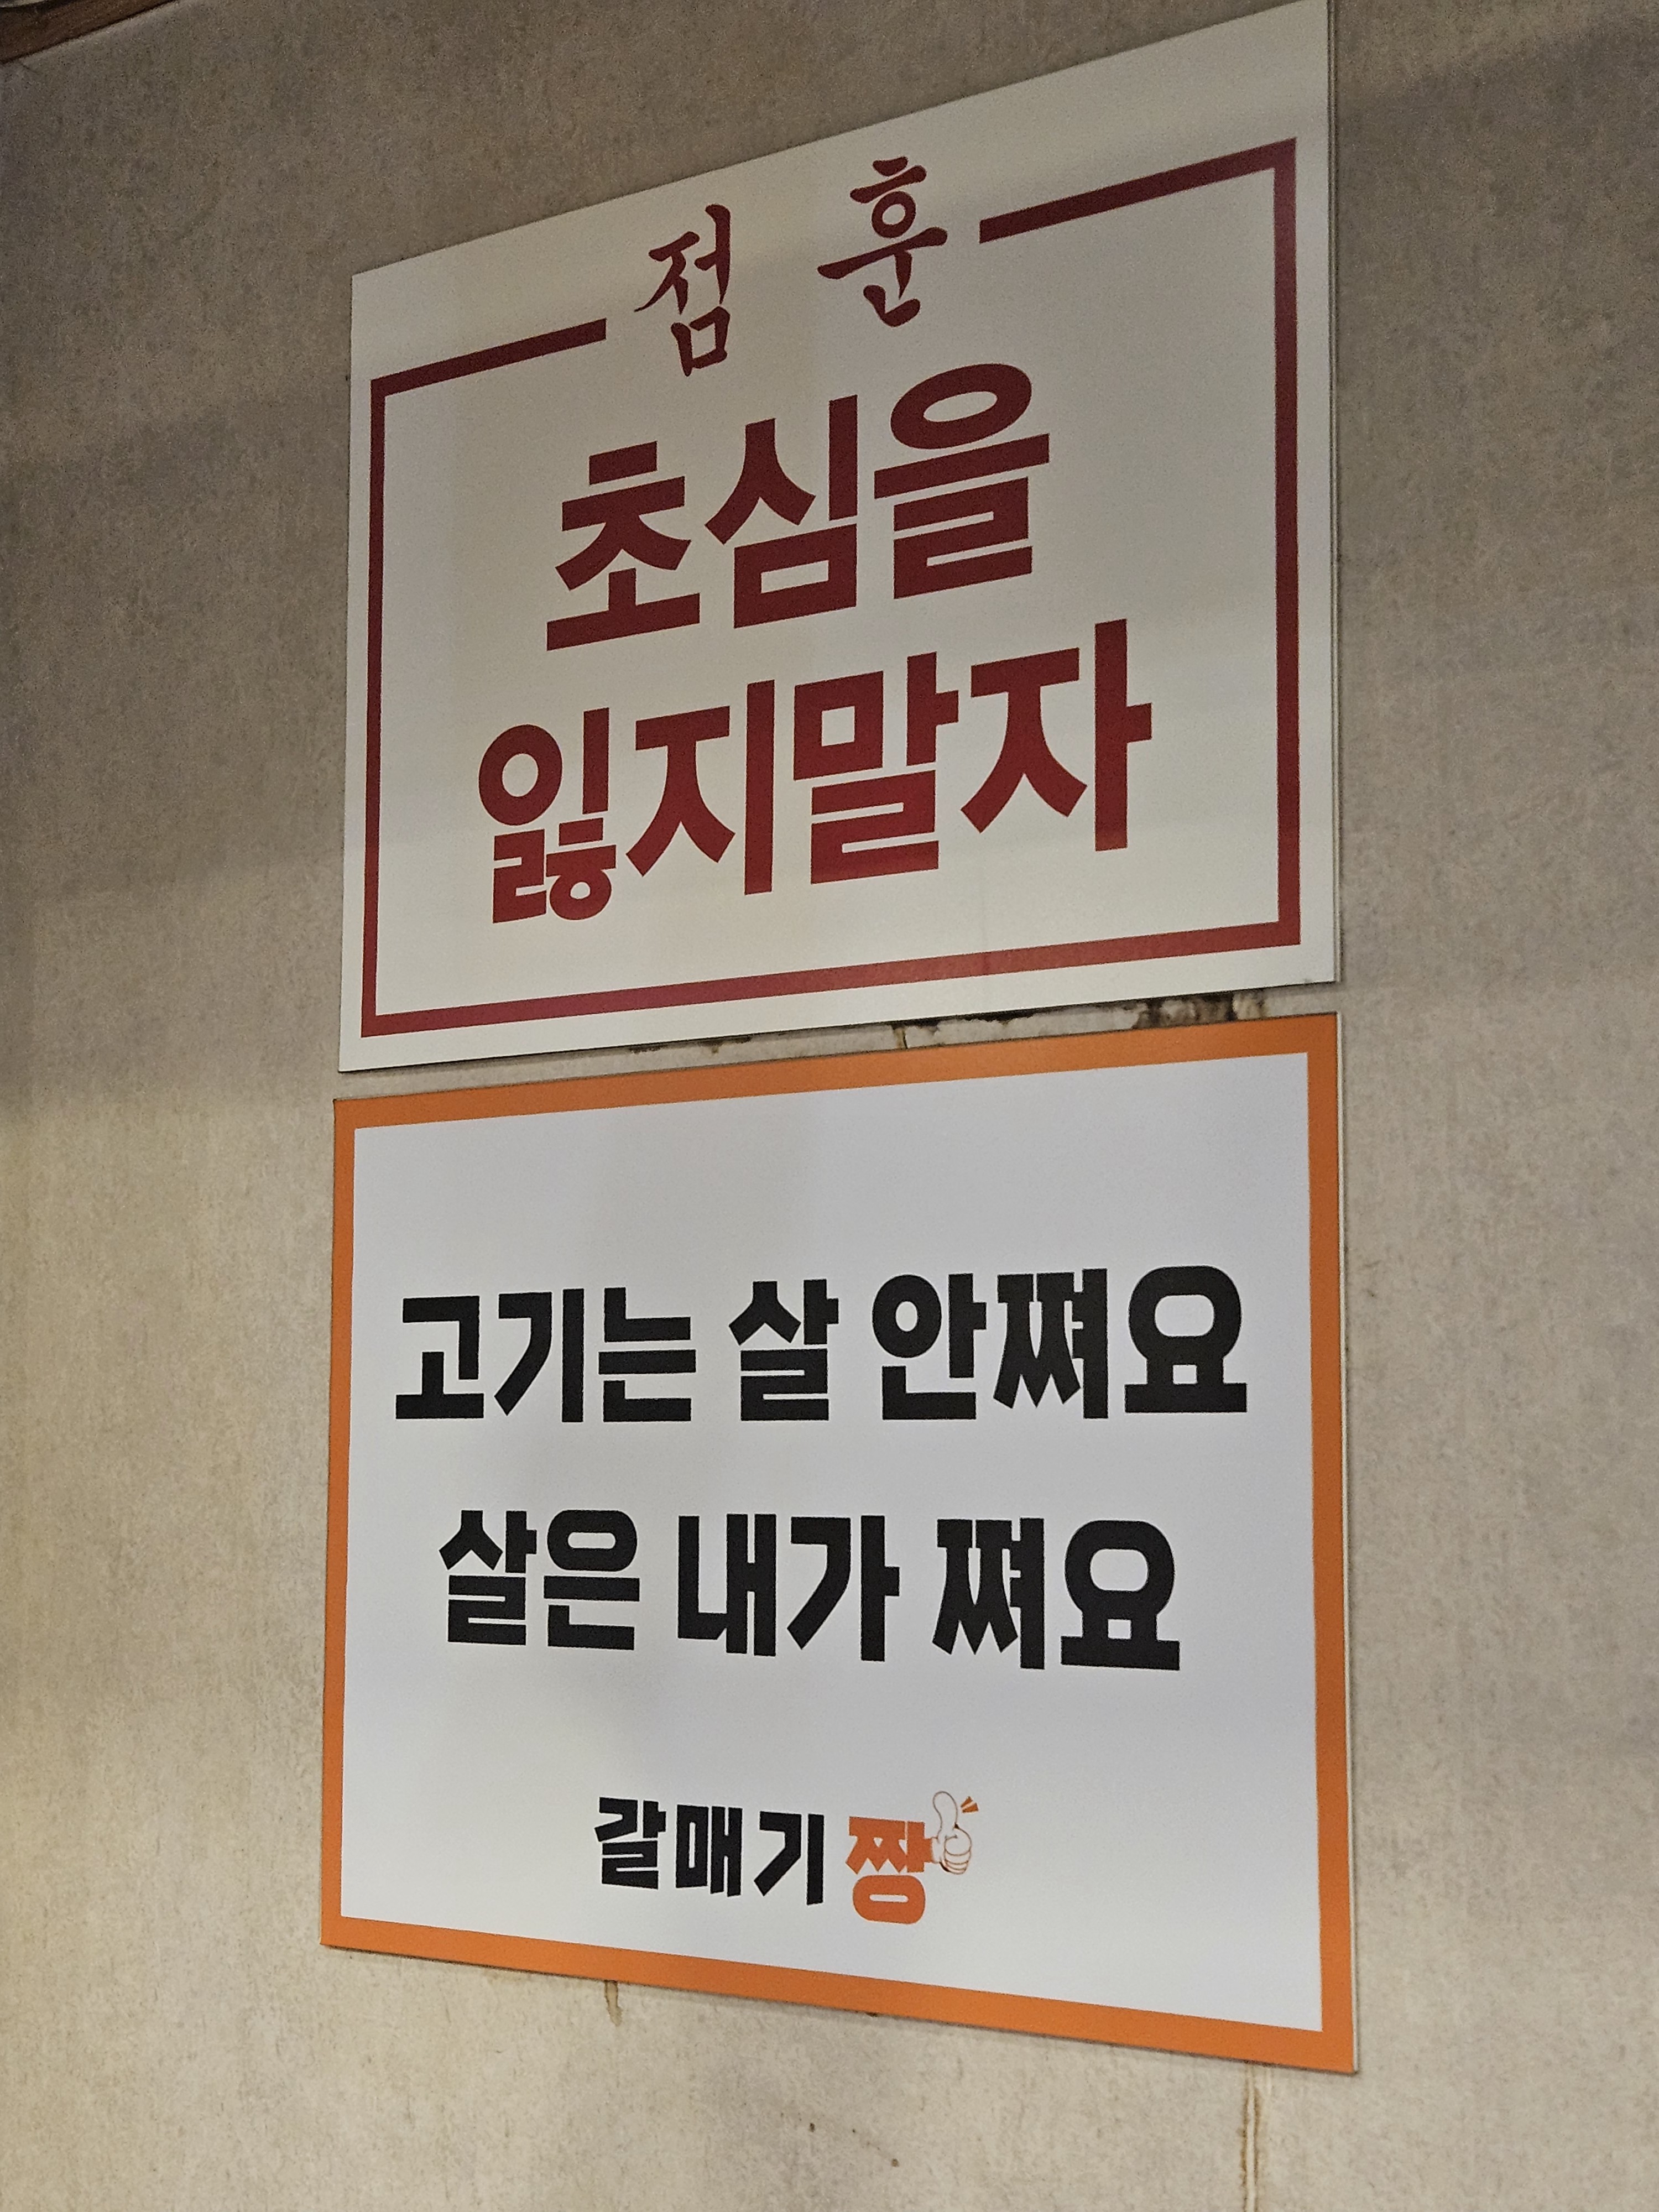 점 훈
초심을
잃지말자
고기는 살 안쪄요
살은 내가 쪄요
갈매기 짱